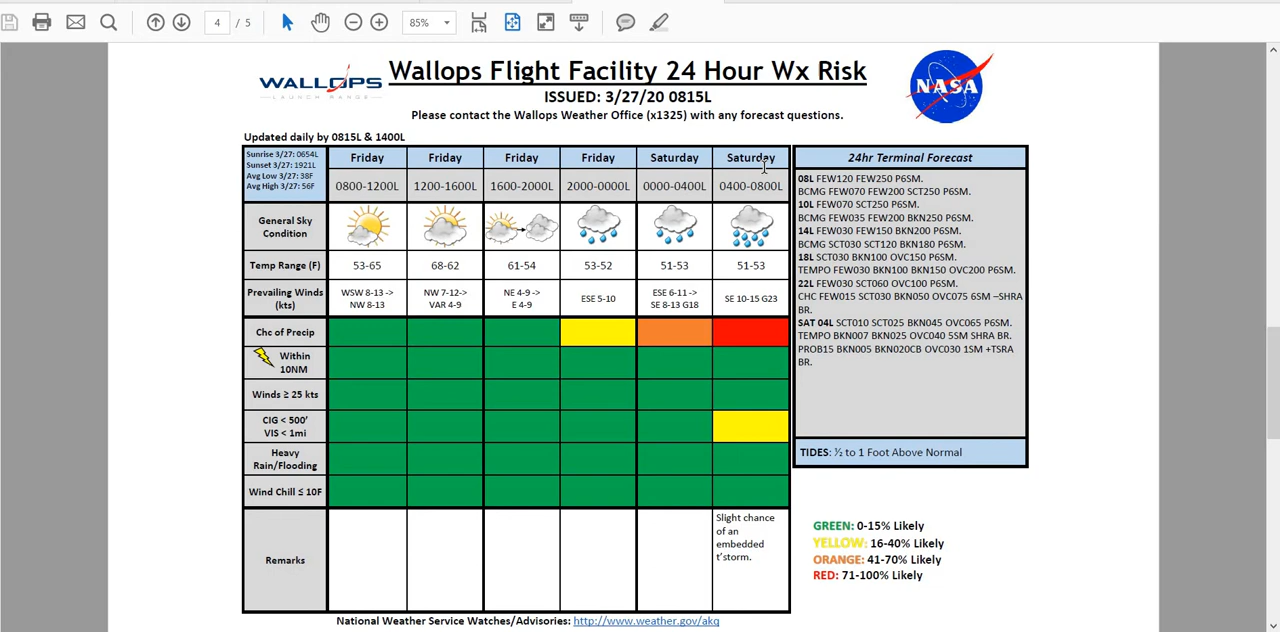 4 / 5
85%
WALLOPS
LAUNCH RANGE
Wallops Flight Facility 24 Hour Wx Risk
ISSUED: 3/27/20 0815L
Please contact the Wallops Weather Office (x1325) with any forecast questions.
NASA
Updated daily by 0815L & 1400L
Sunrise 3/27: 0654L
Sunset 3/27: 1921L
Avg Low 3/27: 38F
Avg High 3/27: 56F
Friday Friday Friday Friday Saturday Saturday
0800-1200L 1200-1600L 1600-2000L 2000-0000L 0000-0400L 0400-0800L
General Sky
Condition
Temp Range (F) 53-65 68-62 61-54 53-52 51-53 51-53
Prevailing Winds
(kts)
WSW 8-13 ->
NW 8-13
NW 7-12->
VAR 4-9
NE 4-9 ->
E 4-9
ESE 5-10
ESE 6-11 ->
SE 8-13 G18
SE 10-15 G23
Chc of Precip
Within
10NM
Winds ≥ 25 kts
CIG < 500'
VIS < 1mi
Heavy
Rain/Flooding
Wind Chill ≤ 10F
Remarks
Slight chance
of an
embedded
t'storm.
24hr Terminal Forecast
08L FEW120 FEW250 P6SM.
BCMG FEW070 FEW200 SCT250 P6SM.
10L FEW070 SCT250 P6SM.
BCMG FEW035 FEW200 BKN250 P6SM.
14L FEW030 FEW150 BKN200 P6SM.
BCMG SCT030 SCT120 BKN180 P6SM.
18L SCT030 BKN100 OVC150 P6SM.
TEMPO FEW030 BKN100 BKN150 OVC200 P6SM.
22L FEW030 SCT060 OVC100 P6SM.
CHC FEW015 SCT030 BKN050 OVC075 6SM –SHRA
BR.
SAT 04L SCT010 SCT025 BKN045 OVC065 P6SM.
TEMPO BKN007 BKN025 OVC040 5SM SHRA BR.
PROB15 BKN005 BKN020CB OVC030 1SM +TSRA
BR.
TIDES: ½ to 1 Foot Above Normal
GREEN: 0-15% Likely
YELLOW: 16-40% Likely
ORANGE: 41-70% Likely
RED: 71-100% Likely
National Weather Service Watches/Advisories: http://www.weather.gov/akq